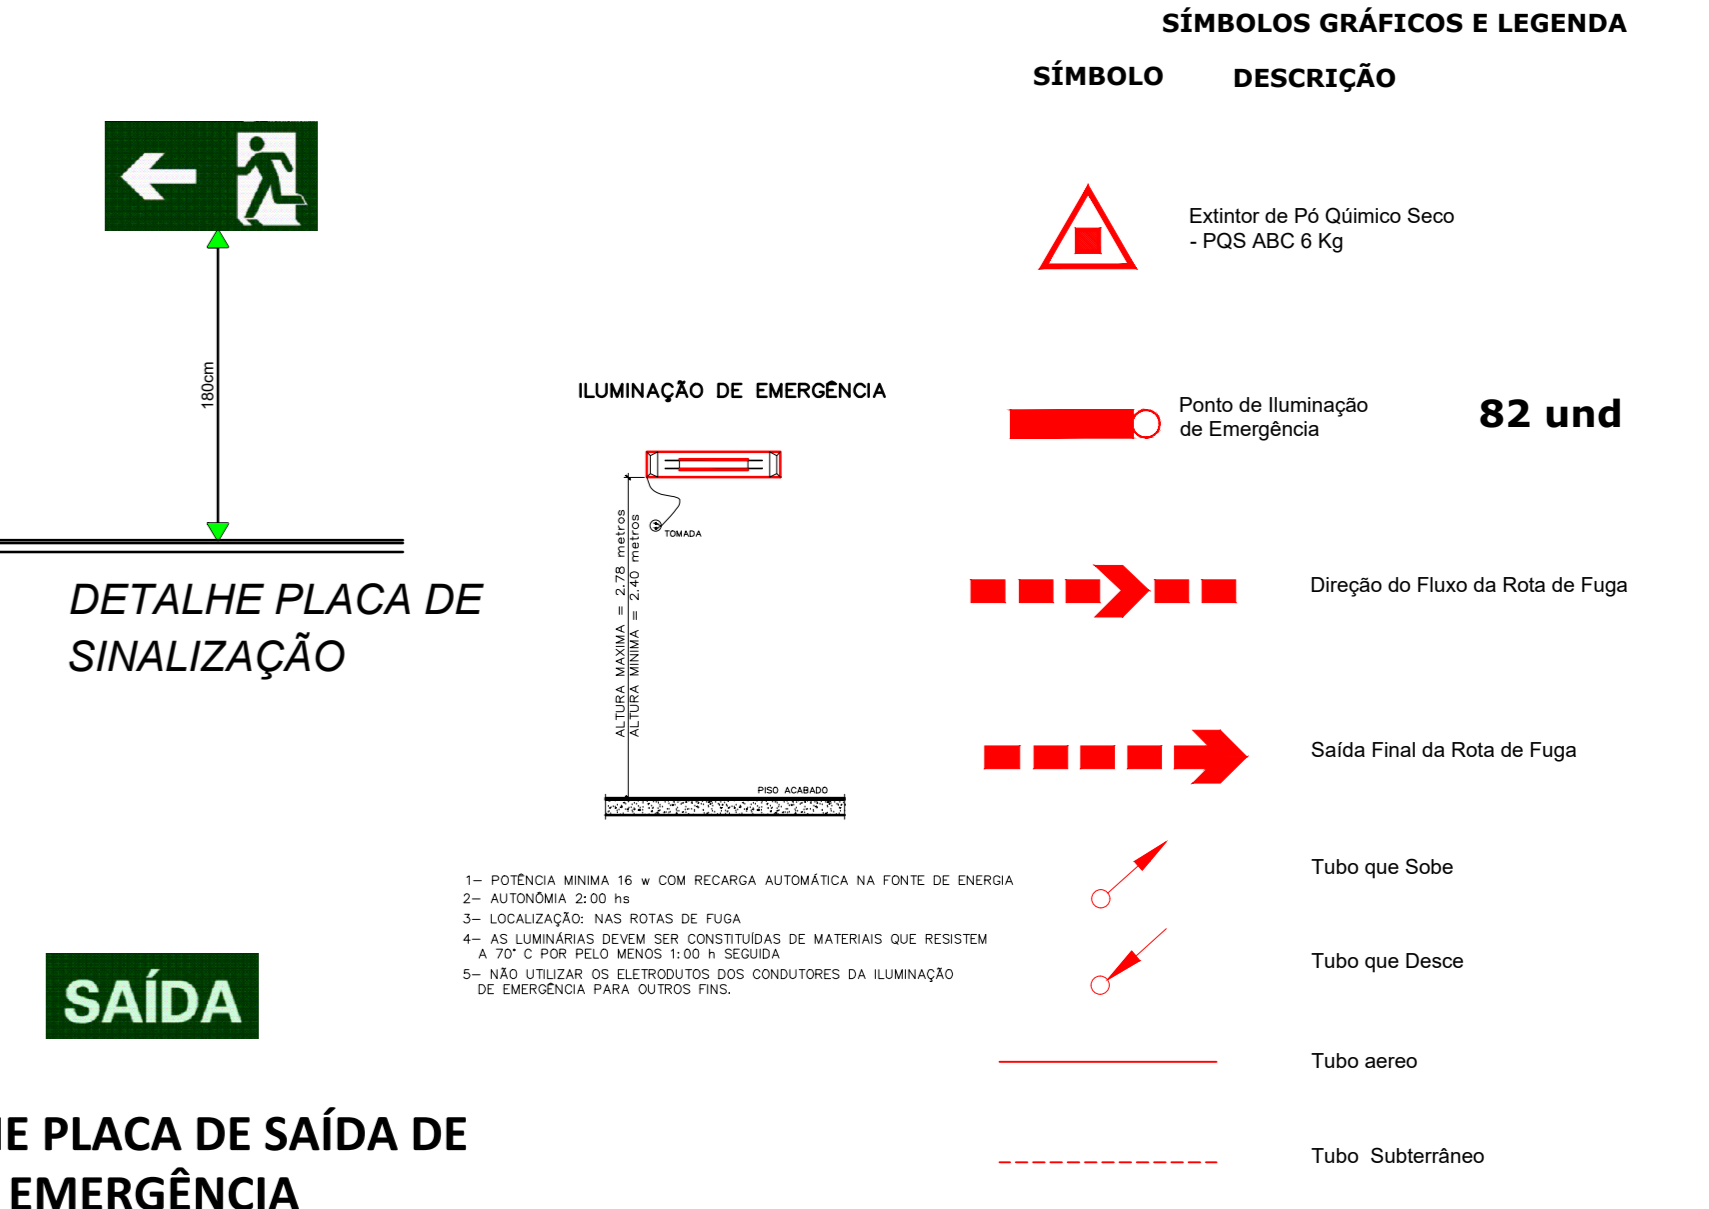 SÍMBOLOS GRÁFICOS E LEGENDA
SÍMBOLO DESCRIÇÃO
180cm
DETALHE PLACA DE
SINALIZAÇÃO
SAÍDA
PLACA DE SAÍDA DE
EMERGÊNCIA
ILUMINAÇÃO DE EMERGÊNCIA
TOMADA
ALTURA MAXIMA = 2.78 metros
ALTURA MINIMA = 2.40 metros
PISO ACABADO
1– POTÊNCIA MINIMA 16 w COM RECARGA AUTOMÁTICA NA FONTE DE ENERGIA
2– AUTONÔMIA 2:00 hs
3– LOCALIZAÇÃO: NAS ROTAS DE FUGA
4– AS LUMINÁRIAS DEVEM SER CONSTITUÍDAS DE MATERIAIS QUE RESISTEM
A 70° C POR PELO MENOS 1:00 h SEGUIDA
5– NÃO UTILIZAR OS ELETRODUTOS DOS CONDUTORES DA ILUMINAÇÃO
DE EMERGÊNCIA PARA OUTROS FINS.
Extintor de Pó Qúimico Seco
- PQS ABC 6 Kg
Ponto de Iluminação
de Emergência
82 und
Direção do Fluxo da Rota de Fuga
Saída Final da Rota de Fuga
Tubo que Sobe
Tubo que Desce
Tubo aereo
Tubo Subterrâneo